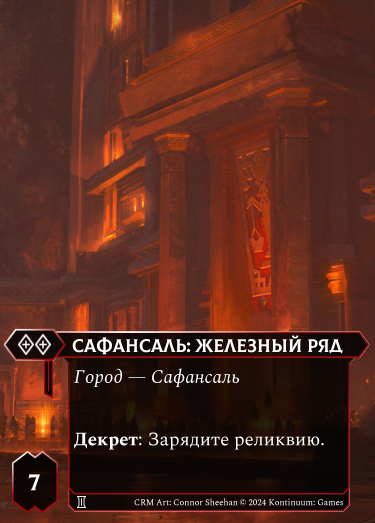 САФАНСАЛЬ: ЖЕЛЕЗНЫЙ РЯД
Город — Сафансаль
Декрет: Зарядите реликвию.
7
CRM Art: Connor Sheehan © 2024 Kontinuum: Games